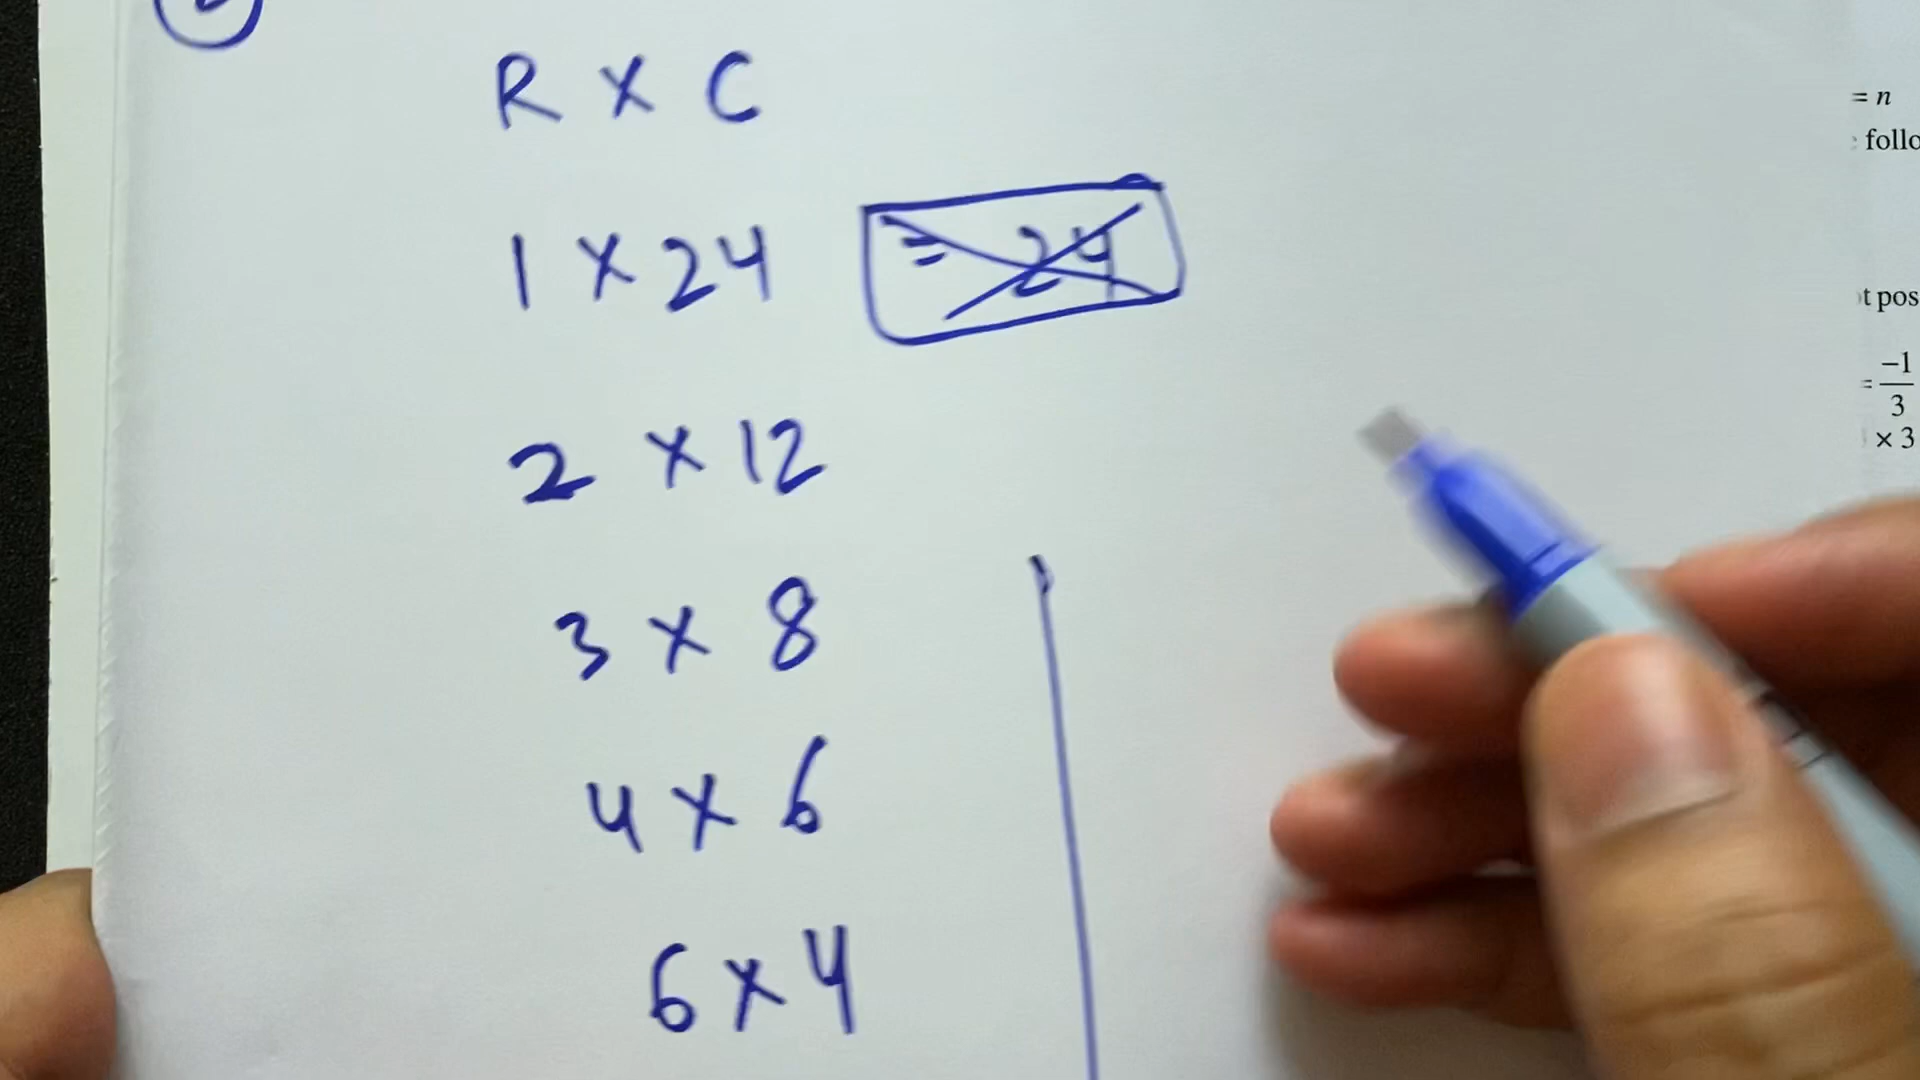 R × C
1 × 24 = 24
2 × 12
3 × 8
4 × 6
6 × 4
= n
follo
t pos
= -1/3
× 3